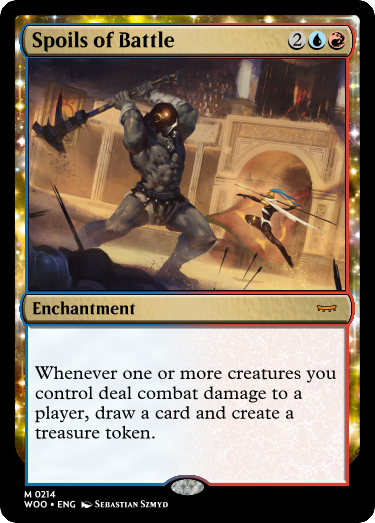 Spoils of Battle 2
Enchantment
Whenever one or more creatures you
control deal combat damage to a
player, draw a card and create a
treasure token.
M 0214
WOO • ENG Sebastian Szmyd